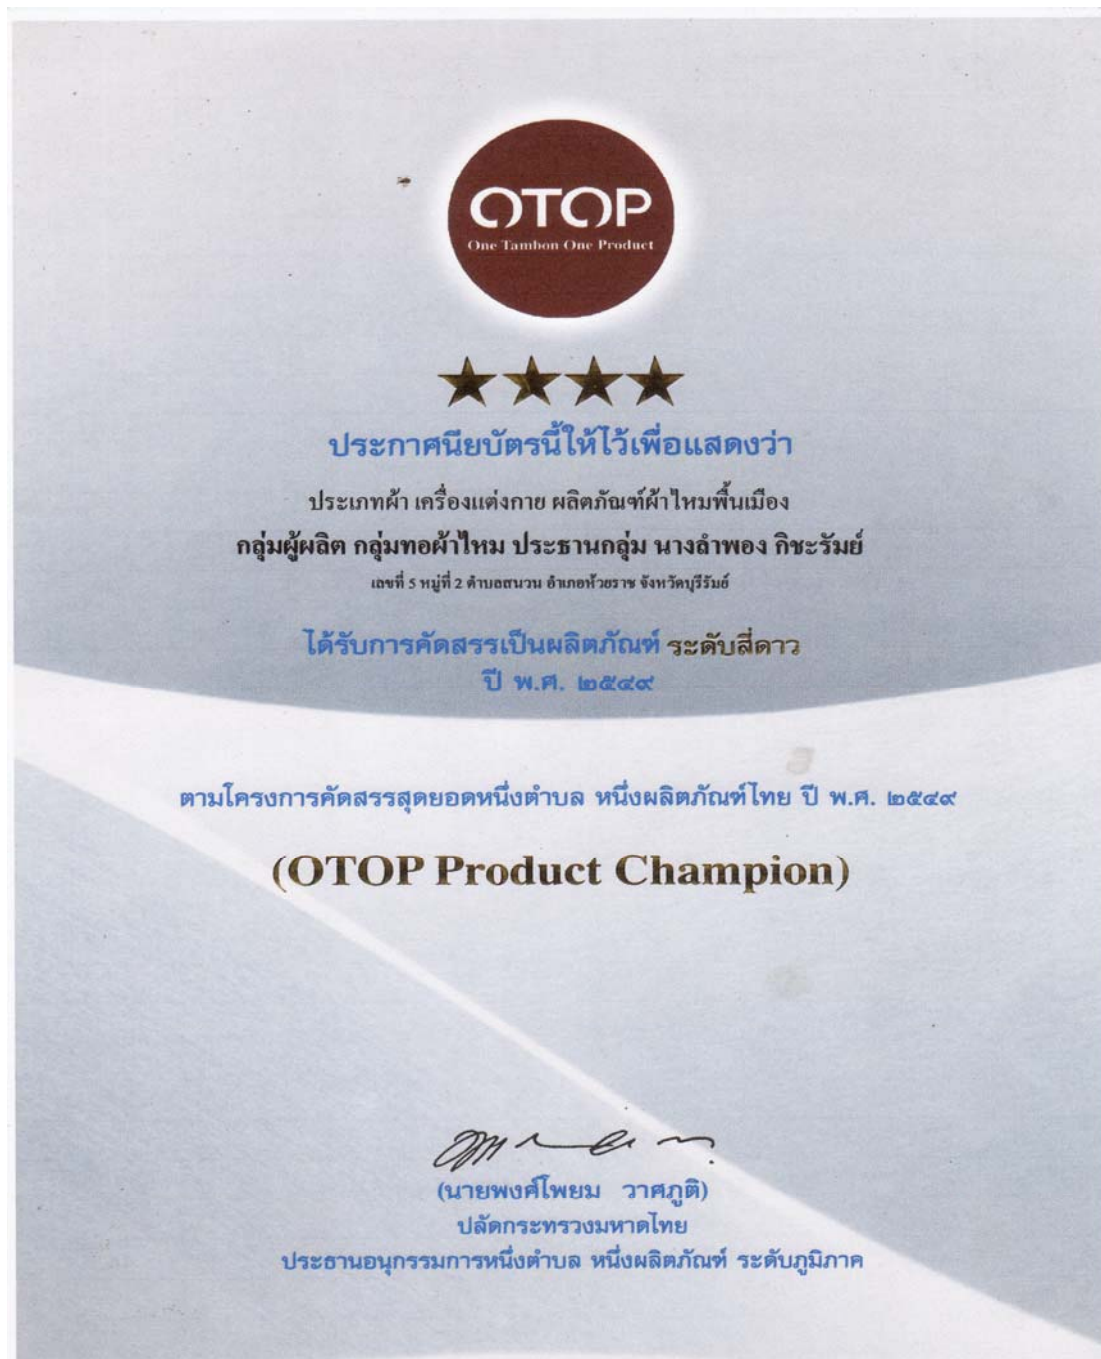 OTOP
One Tambon One Product
ประกาศนียบัตรนี้ให้ไว้เพื่อแสดงว่า
ประเภทผ้า เครื่องแต่งกาย ผลิตภัณฑ์ผ้าไหมพื้นเมือง
กลุ่มผู้ผลิต กลุ่มทอผ้าไหม ประธานกลุ่ม นางลำพอง กิชะรัมย์
เลขที่ 5 หมู่ที่ 2 ตำบลสนวน อำเภอห้วยราช จังหวัดบุรีรัมย์
ได้รับการคัดสรรเป็นผลิตภัณฑ์ ระดับสี่ดาว
ปี พ.ศ. ๒๕๔๙
ตามโครงการคัดสรรสุดยอดหนึ่งตำบล หนึ่งผลิตภัณฑ์ไทย ปี พ.ศ. ๒๕๔๙
(OTOP Product Champion)
(นายพงศ์โพยม วาศภูติ)
ปลัดกระทรวงมหาดไทย
ประธานอนุกรรมการหนึ่งตำบล หนึ่งผลิตภัณฑ์ ระดับภูมิภาค